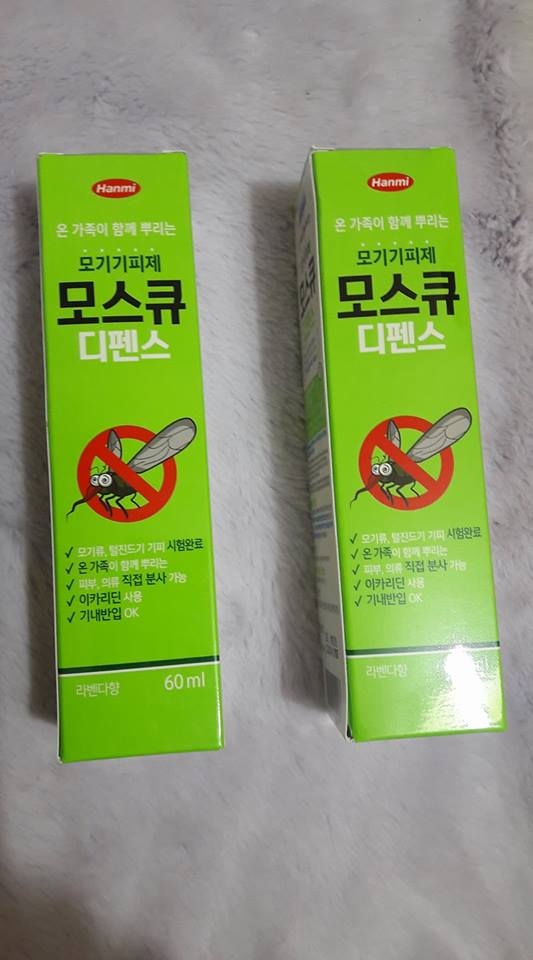 Hanmi
온 가족이 함께 뿌리는
모기기피제
모스큐
디펜스
✓ 모기류, 털진드기 기피 시험완료
✓ 온 가족이 함께 뿌리는
✓ 피부, 의류 직접 분사 가능
✓ 이카리딘 사용
✓ 기내반입 OK
라벤다향
60 ml
Hanmi
온 가족이 함께 뿌리는
모기기피제
모스큐
디펜스
✓ 모기류, 털진드기 기피 시험완료
✓ 온 가족이 함께 뿌리는
✓ 피부, 의류 직접 분사 가능
✓ 이카리딘 사용
✓ 기내반입 OK
라벤다향